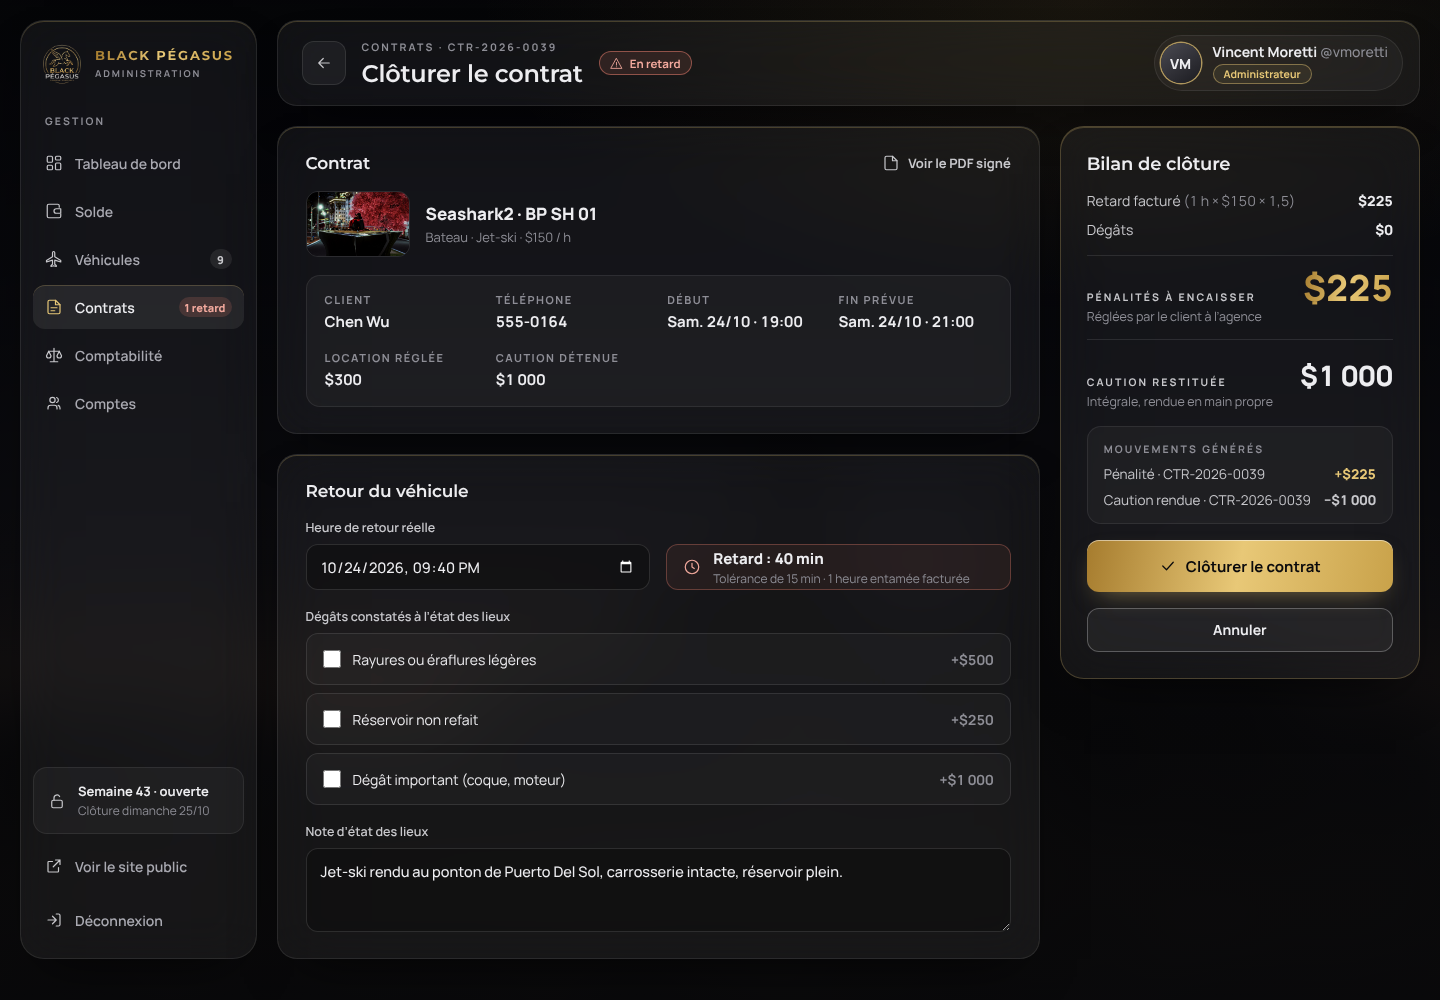 BLACK PÉGASUS
BLACK PÉGASUS
ADMINISTRATION
GESTION
Tableau de bord
Solde
Véhicules 9
Contrats 1 retard
Comptabilité
Comptes
Semaine 43 · ouverte
Clôture dimanche 25/10
Voir le site public
Déconnexion
CONTRATS · CTR-2026-0039
Clôturer le contrat
En retard
VM
Vincent Moretti @vmoretti
Administrateur
Contrat
Voir le PDF signé
Seashark2 · BP SH 01
Bateau · Jet-ski · $150 / h
CLIENT TÉLÉPHONE DÉBUT FIN PRÉVUE
Chen Wu 555-0164 Sam. 24/10 · 19:00 Sam. 24/10 · 21:00
LOCATION RÉGLÉE CAUTION DÉTENUE
$300 $1 000
Retour du véhicule
Heure de retour réelle
10/24/2026, 09:40 PM
Retard : 40 min
Tolérance de 15 min · 1 heure entamée facturée
Dégâts constatés à l'état des lieux
Rayures ou éraflures légères +$500
Réservoir non refait +$250
Dégât important (coque, moteur) +$1 000
Note d'état des lieux
Jet-ski rendu au ponton de Puerto Del Sol, carrosserie intacte, réservoir plein.
Bilan de clôture
Retard facturé (1 h × $150 × 1,5) $225
Dégâts $0
PÉNALITÉS À ENCAISSER $225
Réglées par le client à l'agence
CAUTION RESTITUÉE $1 000
Intégrale, rendue en main propre
MOUVEMENTS GÉNÉRÉS
Pénalité · CTR-2026-0039 +$225
Caution rendue · CTR-2026-0039 −$1 000
Clôturer le contrat
Annuler